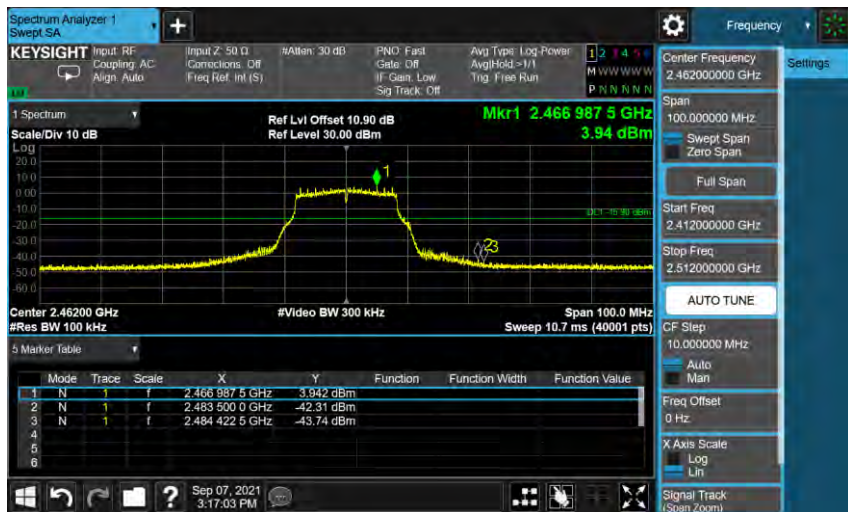 Spectrum Analyzer 1
Swept SA
+
Frequency
KEYSIGHT
Input: RF
Coupling: AC
Align: Auto
Input Z: 50 Ω
Corrections: Off
Freq Ref: Int (S)
#Atten: 30 dB
PNO: Fast
Gate: Off
IF Gain: Low
Sig Track: Off
Avg Type: Log-Power
Avg|Hold:>1/1
Trig: Free Run
1 2 3 4 5 6
M W W W W W
P N N N N N
1 Spectrum
Scale/Div 10 dB
Ref Lvl Offset 10.90 dB
Ref Level 30.00 dBm
Mkr1 2.466 987 5 GHz
3.94 dBm
Log
20.0
10.0
0.00
-10.0
-20.0
-30.0
-40.0
-50.0
-60.0
1
DL1 -15.90 dBm
2
3
Center 2.46200 GHz
#Res BW 100 kHz
#Video BW 300 kHz
Span 100.0 MHz
Sweep 10.7 ms (40001 pts)
5 Marker Table
Mode Trace Scale X Y Function Function Width Function Value
1 N 1 f 2.466 987 5 GHz 3.942 dBm
2 N 1 f 2.483 500 0 GHz -42.31 dBm
3 N 1 f 2.484 422 5 GHz -43.74 dBm
4
5
6
Sep 07, 2021
3:17:03 PM
?
Center Frequency
2.462000000 GHz
Settings
Span
100.000000 MHz
Swept Span
Zero Span
Full Span
Start Freq
2.412000000 GHz
Stop Freq
2.512000000 GHz
AUTO TUNE
CF Step
10.000000 MHz
Auto
Man
Freq Offset
0 Hz
X Axis Scale
Log
Lin
Signal Track
(Span Zoom)